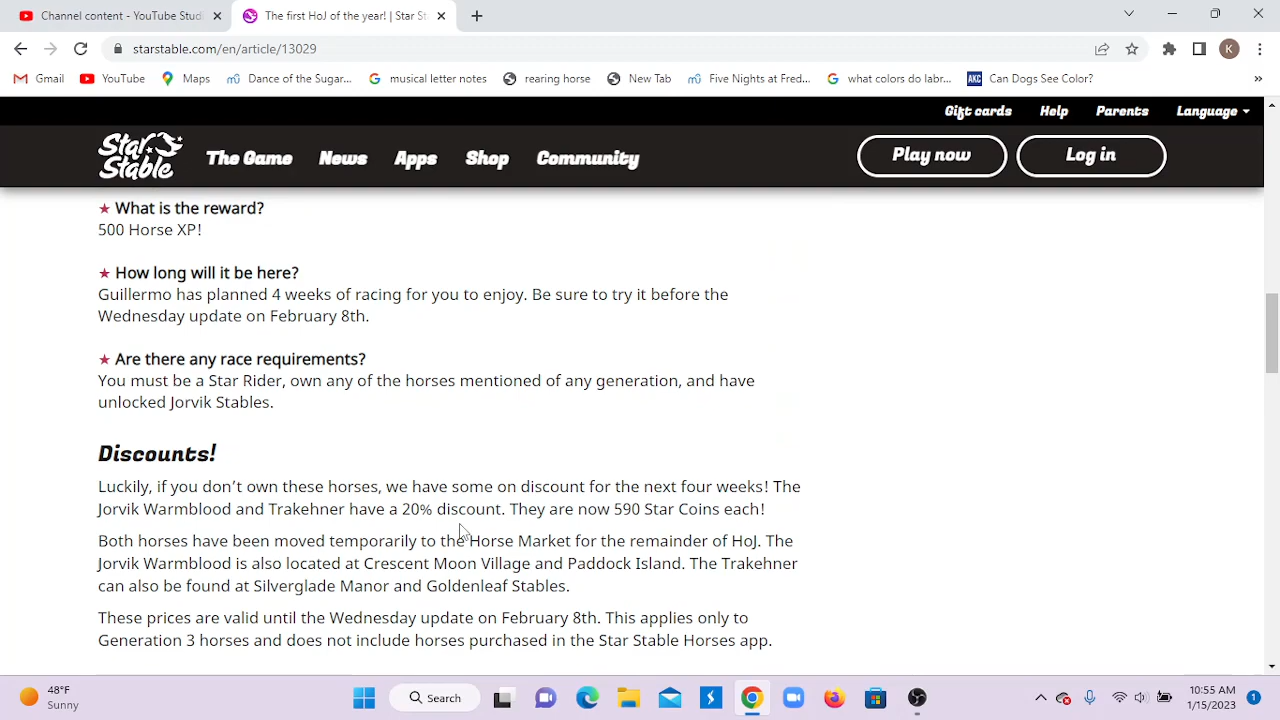 Channel content - YouTube Studi
The first HoJ of the year! | Star St
starstable.com/en/article/13029
K
Gmail
YouTube
Maps
Dance of the Sugar...
musical letter notes
rearing horse
New Tab
Five Nights at Fred...
what colors do labr...
AKC
Can Dogs See Color?
»
Gift cards
Help
Parents
Language
Star Stable
The Game
News
Apps
Shop
Community
Play now
Log in
★ What is the reward?
500 Horse XP!
★ How long will it be here?
Guillermo has planned 4 weeks of racing for you to enjoy. Be sure to try it before the
Wednesday update on February 8th.
★ Are there any race requirements?
You must be a Star Rider, own any of the horses mentioned of any generation, and have
unlocked Jorvik Stables.
Discounts!
Luckily, if you don’t own these horses, we have some on discount for the next four weeks! The
Jorvik Warmblood and Trakehner have a 20% discount. They are now 590 Star Coins each!
Both horses have been moved temporarily to the Horse Market for the remainder of HoJ. The
Jorvik Warmblood is also located at Crescent Moon Village and Paddock Island. The Trakehner
can also be found at Silverglade Manor and Goldenleaf Stables.
These prices are valid until the Wednesday update on February 8th. This applies only to
Generation 3 horses and does not include horses purchased in the Star Stable Horses app.
48°F
Sunny
Search
10:55 AM
1/15/2023
1